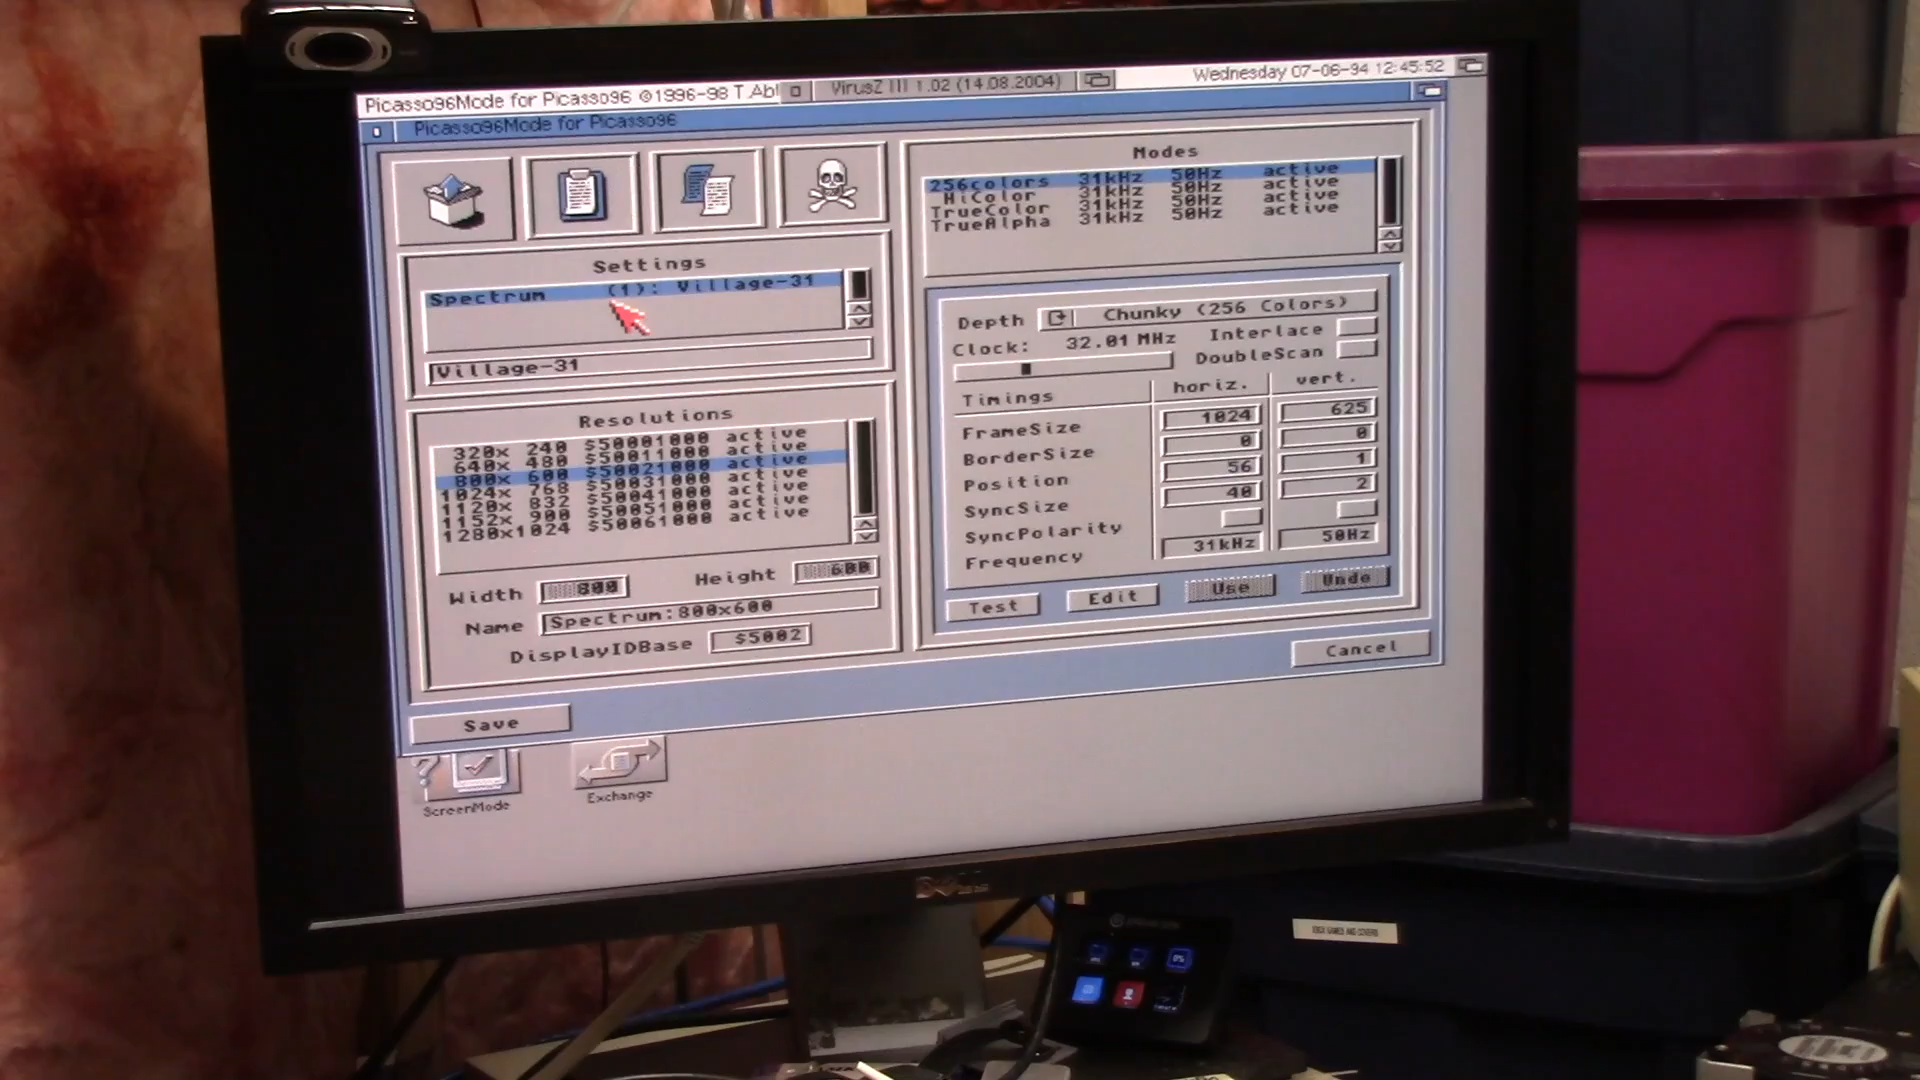 Picasso96Mode for Picasso96 ©1996-98 T.Ab!
VirusZ III 1.02 (14.08.2004)
Wednesday 07-06-94 12:45:52
Picasso96Mode for Picasso96
Settings
Spectrum (1): Village-31
Village-31
Resolutions
320x 240 $50001000 active
640x 480 $50011000 active
800x 600 $50021000 active
1024x 768 $50031000 active
1120x 832 $50041000 active
1152x 900 $50051000 active
1280x1024 $50061000 active
Width 800 Height 600
Name Spectrum:800x600
DisplayIDBase $5002
Modes
256colors 31kHz 50Hz active
HiColor 31kHz 50Hz active
TrueColor 31kHz 50Hz active
TrueAlpha 31kHz 50Hz active
Depth Chunky (256 Colors)
Clock: 32.01 MHz Interlace
DoubleScan
Timings horiz. vert.
FrameSize 1024 625
BorderSize 0 0
Position 56 1
SyncSize 40 2
SyncPolarity
Frequency 31kHz 50Hz
Test Edit Use Undo
Save Cancel
ScreenMode Exchange
XBOX GAMES AND COVERS